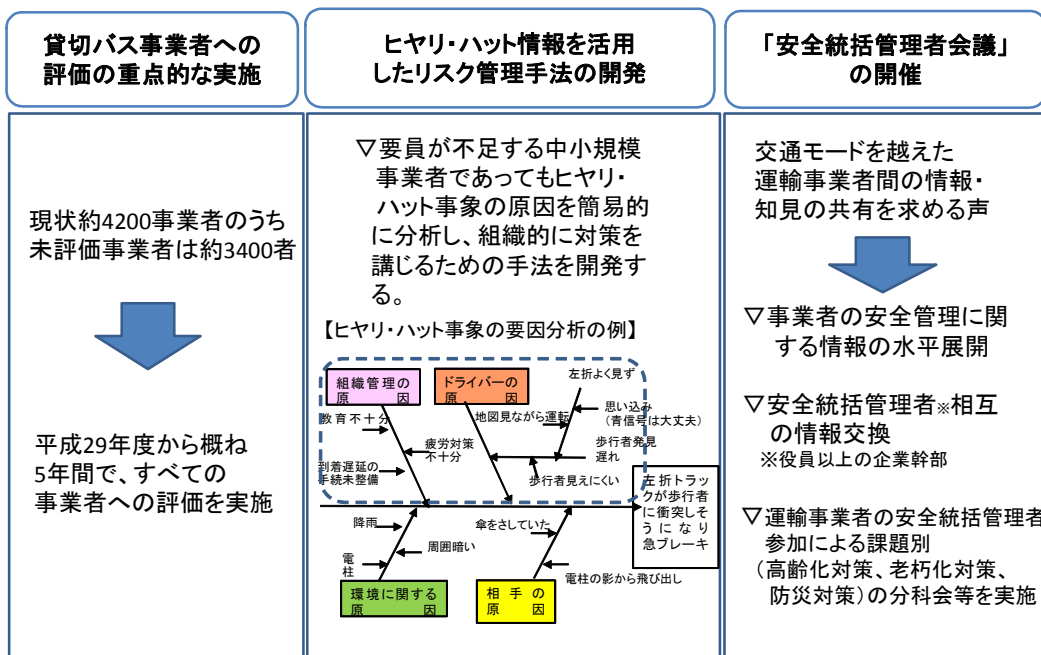 貸切バス事業者への
評価の重点的な実施
現状約4200事業者のうち
未評価事業者は約3400者
平成29年度から概ね
5年間で、すべての
事業者への評価を実施
ヒヤリ・ハット情報を活用
したリスク管理手法の開発
▽要員が不足する中小規模
事業者であってもヒヤリ・
ハット事象の原因を簡易的
に分析し、組織的に対策を
講じるための手法を開発す
る。
【ヒヤリ・ハット事象の要因分析の例】
組織管理の
原　　因
教育不十分
疲労対策
不十分
到着遅延の
手続未整備
ドライバーの
原　　因
左折よく見ず
地図見ながら運転
思い込み
(青信号は大丈夫)
歩行者発見
遅れ
歩行者見えにくい
左折トラッ
クが歩行者
に衝突しそ
うになり
急ブレーキ
降雨
周囲暗い
電
柱
環境に関する
原　　因
傘をさしていた
電柱の影から飛び出し
相手の
原　　因
「安全統括管理者会議」
の開催
交通モードを越えた
運輸事業者間の情報・
知見の共有を求める声
▽事業者の安全管理に関
する情報の水平展開
▽安全統括管理者※相互
の情報交換
※役員以上の企業幹部
▽運輸事業者の安全統括管理者
参加による課題別
(高齢化対策、老朽化対策、
防災対策)の分科会等を実施